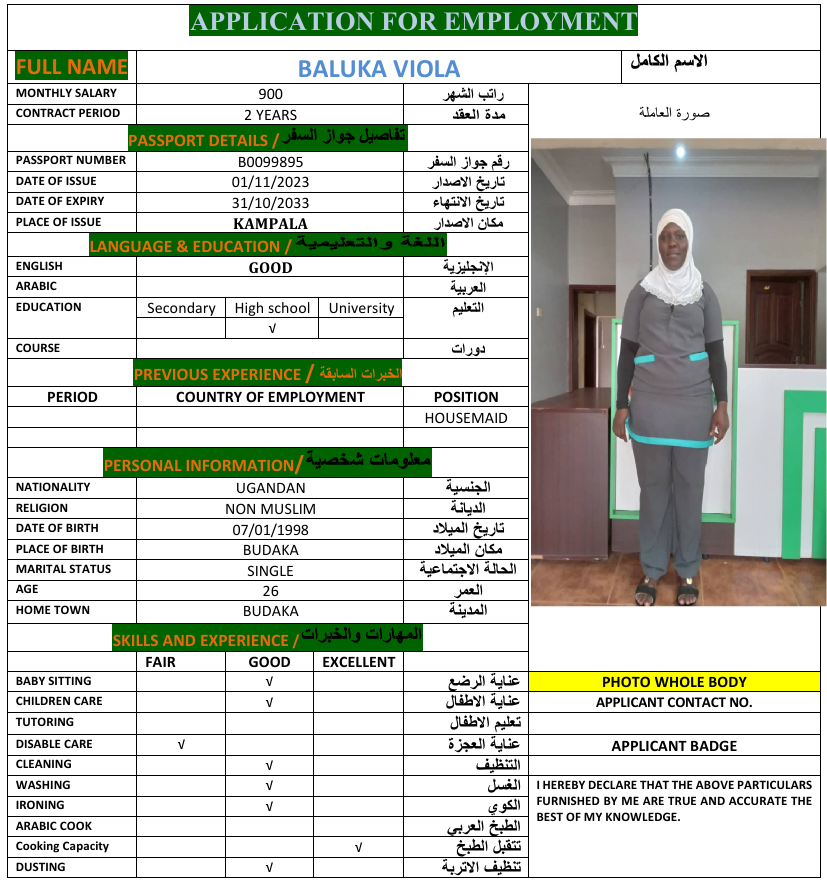 APPLICATION FOR EMPLOYMENT
FULL NAME BALUKA VIOLA الاسم الكامل
MONTHLY SALARY 900 راتب الشهر
CONTRACT PERIOD 2 YEARS مدة العقد
صورة العاملة
PASSPORT DETAILS / تفاصيل جواز السفر
PASSPORT NUMBER B0099895 رقم جواز السفر
DATE OF ISSUE 01/11/2023 تاريخ الاصدار
DATE OF EXPIRY 31/10/2033 تاريخ الانتهاء
PLACE OF ISSUE KAMPALA مكان الاصدار
LANGUAGE & EDUCATION / اللغة والتعليمية
ENGLISH GOOD الإنجليزية
ARABIC العربية
EDUCATION Secondary High school University التعليم
√
COURSE دورات
PREVIOUS EXPERIENCE / الخبرات السابقة
PERIOD COUNTRY OF EMPLOYMENT POSITION
HOUSEMAID
PERSONAL INFORMATION/ معلومات شخصية
NATIONALITY UGANDAN الجنسية
RELIGION NON MUSLIM الديانة
DATE OF BIRTH 07/01/1998 تاريخ الميلاد
PLACE OF BIRTH BUDAKA مكان الميلاد
MARITAL STATUS SINGLE الحالة الاجتماعية
AGE 26 العمر
HOME TOWN BUDAKA المدينة
SKILLS AND EXPERIENCE / المهارات والخبرات
FAIR GOOD EXCELLENT
BABY SITTING √ عناية الرضع
CHILDREN CARE √ عناية الاطفال
TUTORING تعليم الاطفال
DISABLE CARE √ عناية العجزة
CLEANING √ التنظيف
WASHING √ الغسل
IRONING √ الكوي
ARABIC COOK الطبخ العربي
Cooking Capacity √ تتقبل الطبخ
DUSTING √ تنظيف الاتربة
PHOTO WHOLE BODY
APPLICANT CONTACT NO.
APPLICANT BADGE
I HEREBY DECLARE THAT THE ABOVE PARTICULARS
FURNISHED BY ME ARE TRUE AND ACCURATE THE
BEST OF MY KNOWLEDGE.